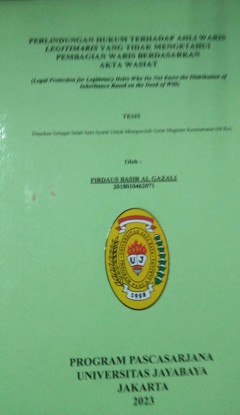 PERLINDUNGAN HUKUM TERHADAP AHLI WARIS
LEGITIMARIS YANG TIDAK MENGETAHUI
PEMBAGIAN WARIS BERDASARKAN
AKTA WASIAT
(Legal Protection for Legitimacy Heirs Who Do Not Know the Distribution of
Inheritance Based on the Deed of Will)
TESIS
Diajukan Sebagai Salah Satu Syarat Untuk Memperoleh Gelar Magister Kenotariatan (M.Kn)
Oleh :
FIRDAUS BASIR AL GAZALI
2018010462071
UJ
PROGRAM PASCASARJANA
UNIVERSITAS JAYABAYA
JAKARTA
2023